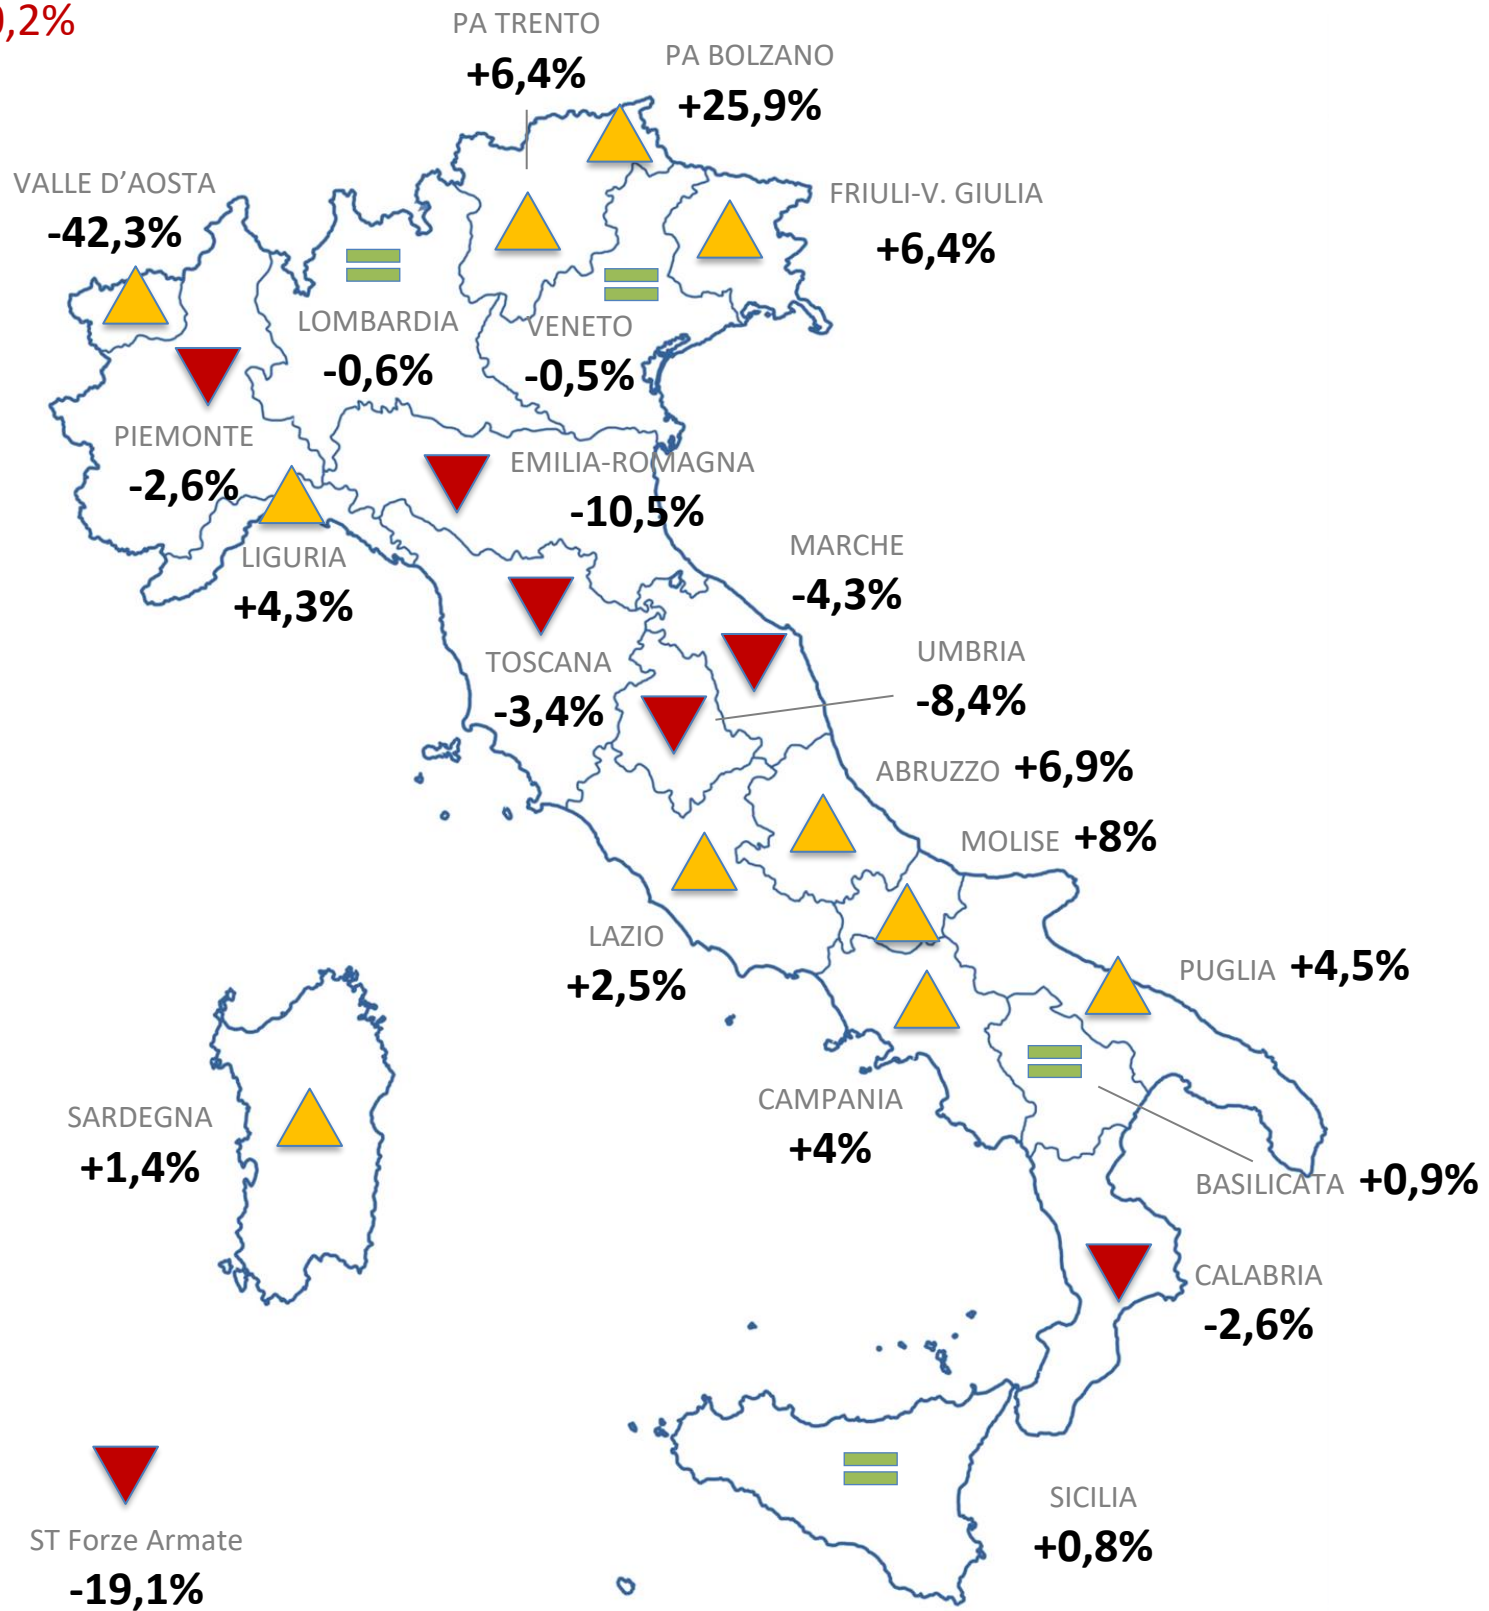 0,2%
PA TRENTO
+6,4%
PA BOLZANO
+25,9%
VALLE D’AOSTA
-42,3%
FRIULI-V. GIULIA
+6,4%
LOMBARDIA
-0,6%
VENETO
-0,5%
PIEMONTE
-2,6%
EMILIA-ROMAGNA
-10,5%
LIGURIA
+4,3%
MARCHE
-4,3%
TOSCANA
-3,4%
UMBRIA
-8,4%
ABRUZZO +6,9%
MOLISE +8%
LAZIO
+2,5%
PUGLIA +4,5%
CAMPANIA
+4%
SARDEGNA
+1,4%
BASILICATA +0,9%
CALABRIA
-2,6%
SICILIA
+0,8%
ST Forze Armate
-19,1%